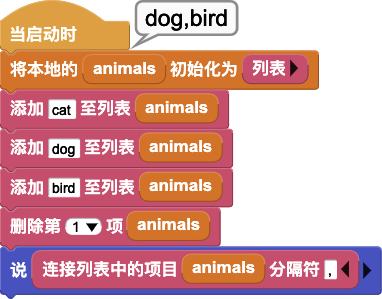 dog,bird
当启动时
将本地的 animals 初始化为 列表
添加 cat 至列表 animals
添加 dog 至列表 animals
添加 bird 至列表 animals
删除第 1 项 animals
说 连接列表中的项目 animals 分隔符 ,